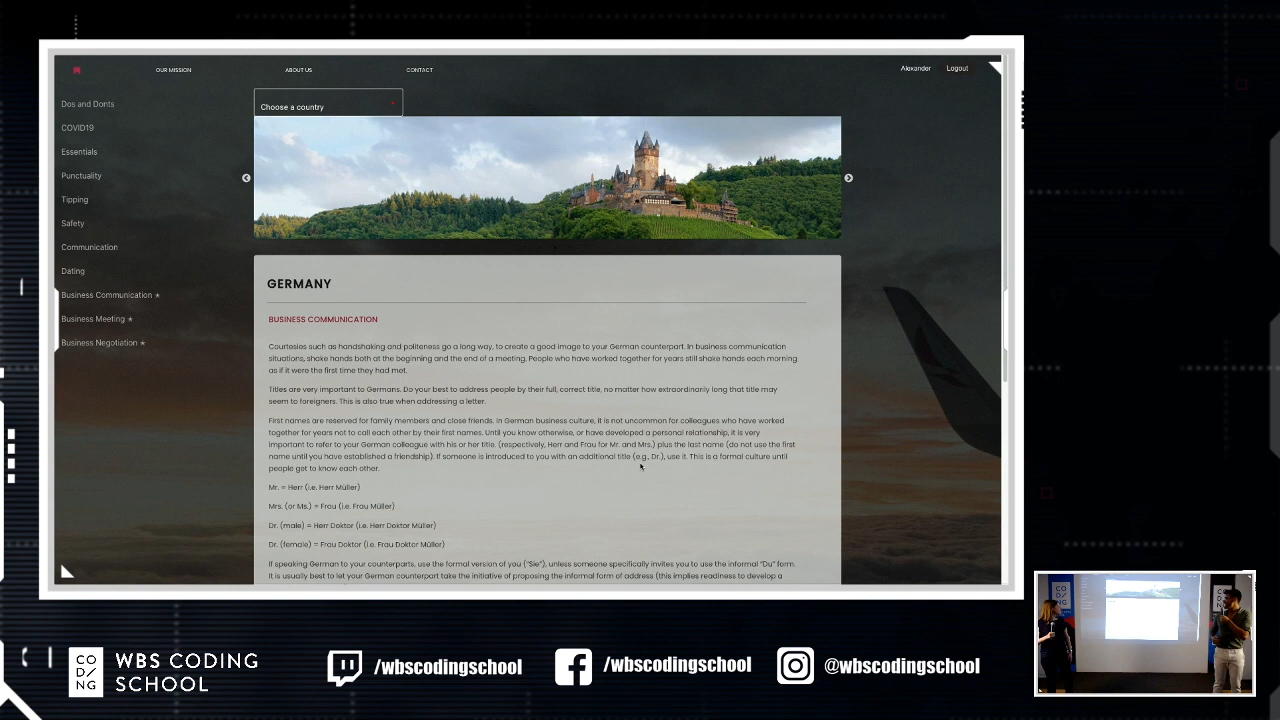 OUR MISSION
ABOUT US
CONTACT
Alexander
Logout
Dos and Donts
COVID19
Essentials
Punctuality
Tipping
Safety
Communication
Dating
Business Communication ★
Business Meeting ★
Business Negotiation ★
Choose a country
GERMANY
BUSINESS COMMUNICATION
Courtesies such as handshaking and politeness go a long way, to create a good image to your German counterpart. In business communication
situations, shake hands both at the beginning and the end of a meeting. People who have worked together for years still shake hands each morning
as if it were the first time they had met.
Titles are very important to Germans. Do your best to address people by their full, correct title, no matter how extraordinarily long that title may
seem to foreigners. This is also true when addressing a letter.
First names are reserved for family members and close friends. In German business culture, it is not uncommon for colleagues who have worked
together for years not to call each other by their first names. Until you know otherwise, or have developed a personal relationship, it is very
important to refer to your German colleague with his or her title. (respectively, Herr and Frau for Mr. and Mrs.) plus the last name (do not use the first
name until you have established a friendship). If someone is introduced to you with an additional title (e.g., Dr.), use it. This is a formal culture until
people get to know each other.
Mr. = Herr (i.e. Herr Müller)
Mrs. (or Ms.) = Frau (i.e. Frau Müller)
Dr. (male) = Herr Doktor (i.e. Herr Doktor Müller)
Dr. (female) = Frau Doktor (i.e. Frau Doktor Müller)
If speaking German to your counterparts, use the formal version of you ("Sie"), unless someone specifically invites you to use the informal "Du" form.
It is usually best to let your German counterpart take the initiative of proposing the informal form of address (this implies readiness to develop a
CO
D/
NG
WBS CODING
SCHOOL
/wbscodingschool
/wbscodingschool
@wbscodingschool